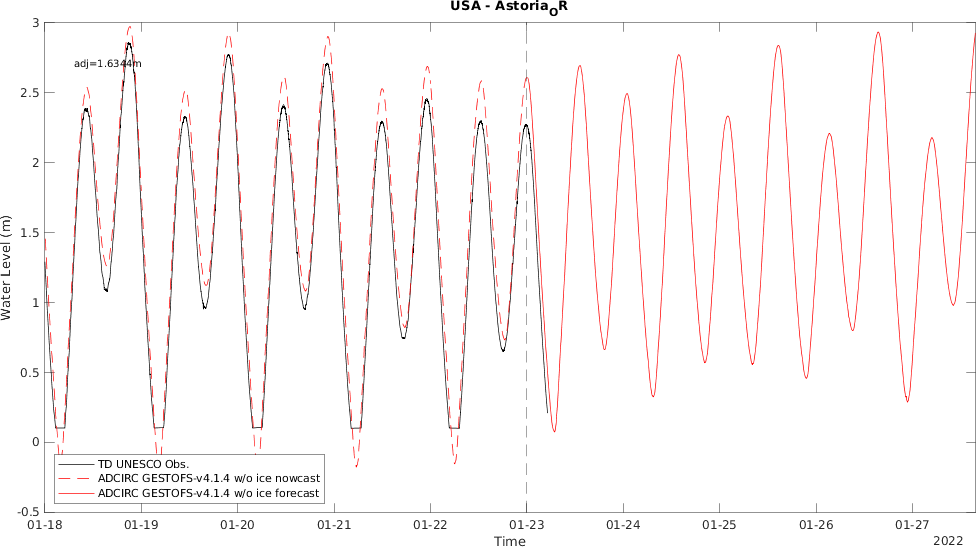 USA - Astoria_OR
3
2.5
2
1.5
1
0.5
0
-0.5
Water Level (m)
adj=1.6344m
TD UNESCO Obs.
ADCIRC GESTOFS-v4.1.4 w/o ice nowcast
ADCIRC GESTOFS-v4.1.4 w/o ice forecast
01-18 01-19 01-20 01-21 01-22 01-23 01-24 01-25 01-26 01-27
Time
2022